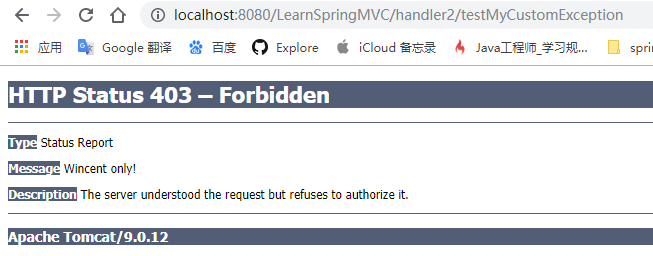 localhost:8080/LearnSpringMVC/handler2/testMyCustomException
应用 Google 翻译 百度 Explore iCloud 备忘录 Java工程师_学习规... spri
HTTP Status 403 – Forbidden
Type Status Report
Message Wincent only!
Description The server understood the request but refuses to authorize it.
Apache Tomcat/9.0.12